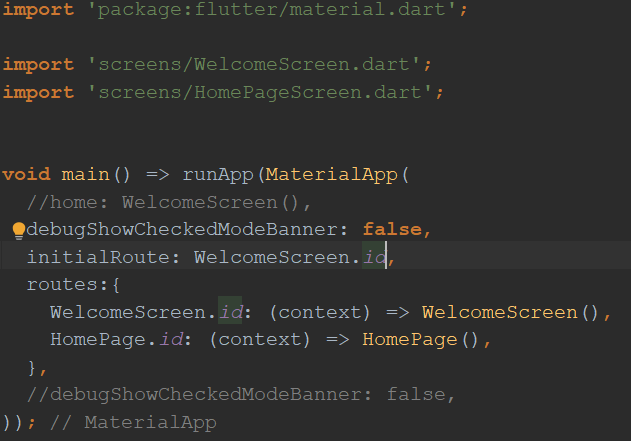 import 'package:flutter/material.dart';
import 'screens/WelcomeScreen.dart';
import 'screens/HomePageScreen.dart';
void main() => runApp(MaterialApp(
//home: WelcomeScreen(),
debugShowCheckedModeBanner: false,
initialRoute: WelcomeScreen.id,
routes:{
WelcomeScreen.id: (context) => WelcomeScreen(),
HomePage.id: (context) => HomePage(),
},
//debugShowCheckedModeBanner: false,
)); // MaterialApp